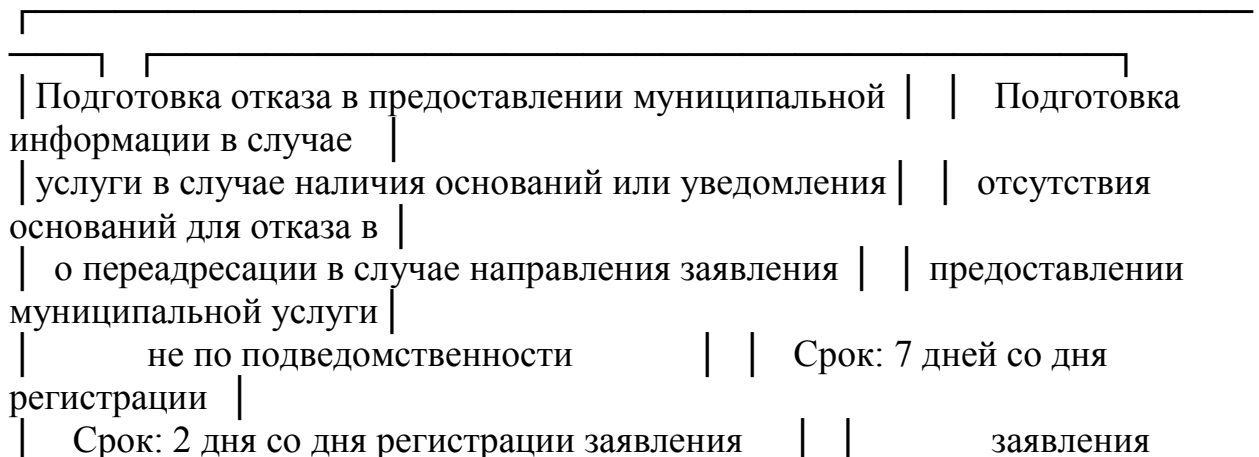 │Подготовка отказа в предоставлении муниципальной│ │ Подготовка
информации в случае │
│услуги в случае наличия оснований или уведомления│ │ отсутствия
оснований для отказа в│
│ о переадресации в случае направления заявления │ │предоставлении
муниципальной услуги│
│ не по подведомственности │ │ Срок: 7 дней со дня
регистрации │
│ Срок: 2 дня со дня регистрации заявления │ │ заявления